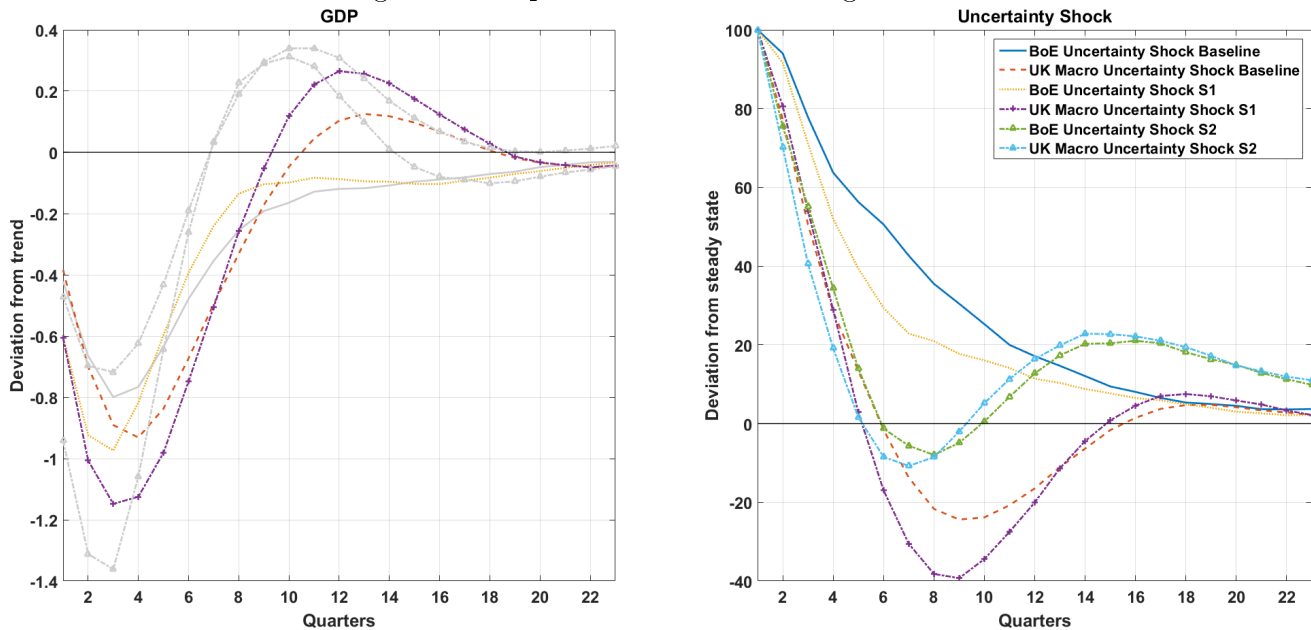 GDP
0.4
0.2
0
-0.2
-0.4
-0.6
-0.8
-1
-1.2
-1.4
Deviation from trend
2 4 6 8 10 12 14 16 18 20 22
Quarters
Uncertainty Shock
100
80
60
40
20
0
-20
-40
Deviation from steady state
BoE Uncertainty Shock Baseline
UK Macro Uncertainty Shock Baseline
BoE Uncertainty Shock S1
UK Macro Uncertainty Shock S1
BoE Uncertainty Shock S2
UK Macro Uncertainty Shock S2
2 4 6 8 10 12 14 16 18 20 22
Quarters